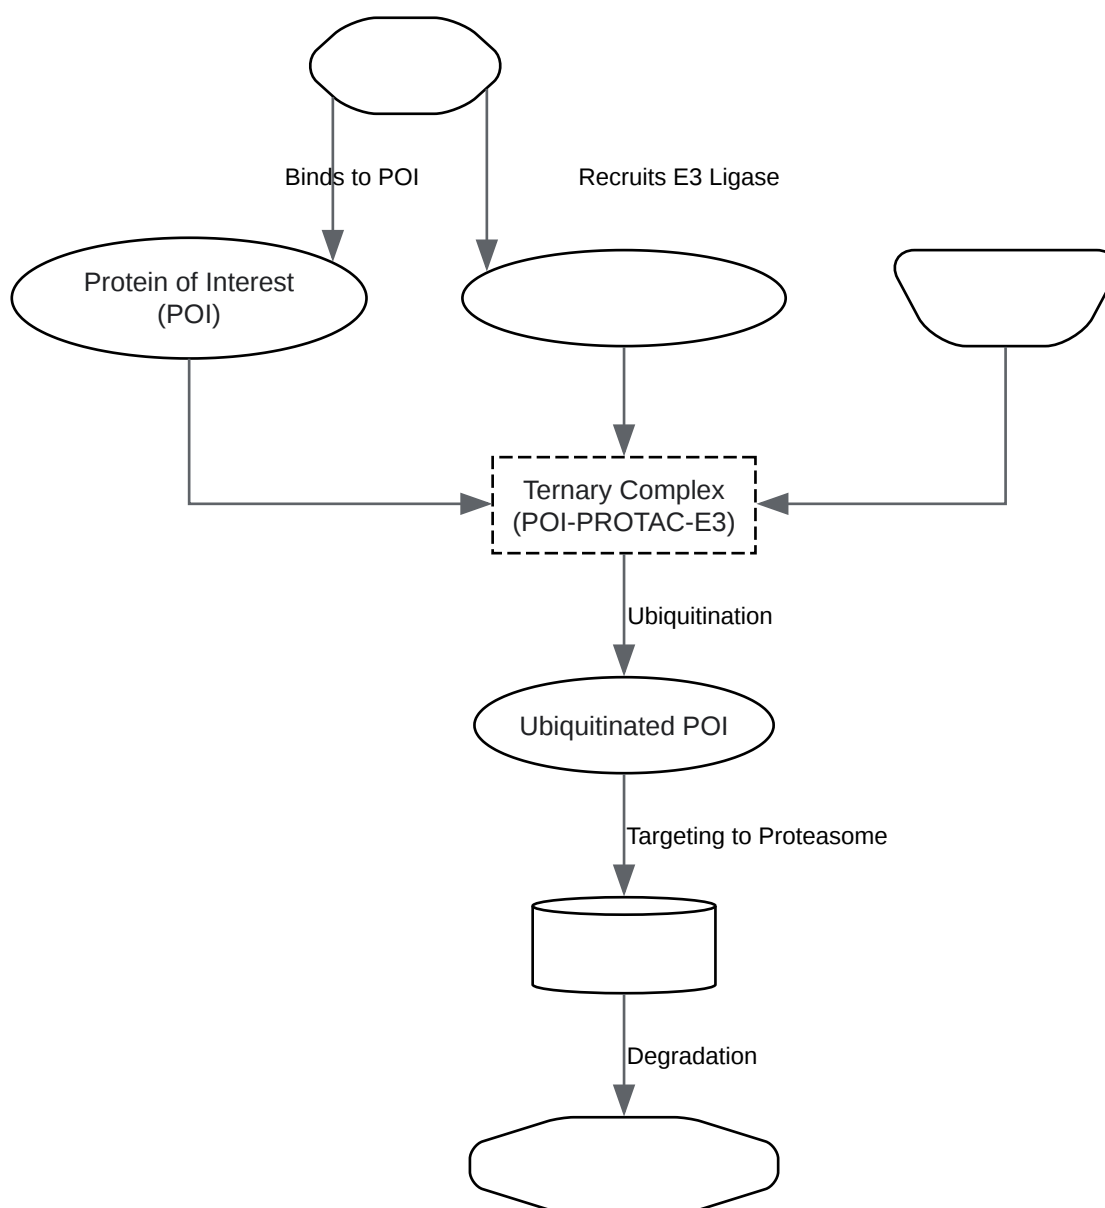 Binds to POI
Recruits E3 Ligase
Protein of Interest
(POI)
Ternary Complex
(POI-PROTAC-E3)
Ubiquitination
Ubiquitinated POI
Targeting to Proteasome
Degradation